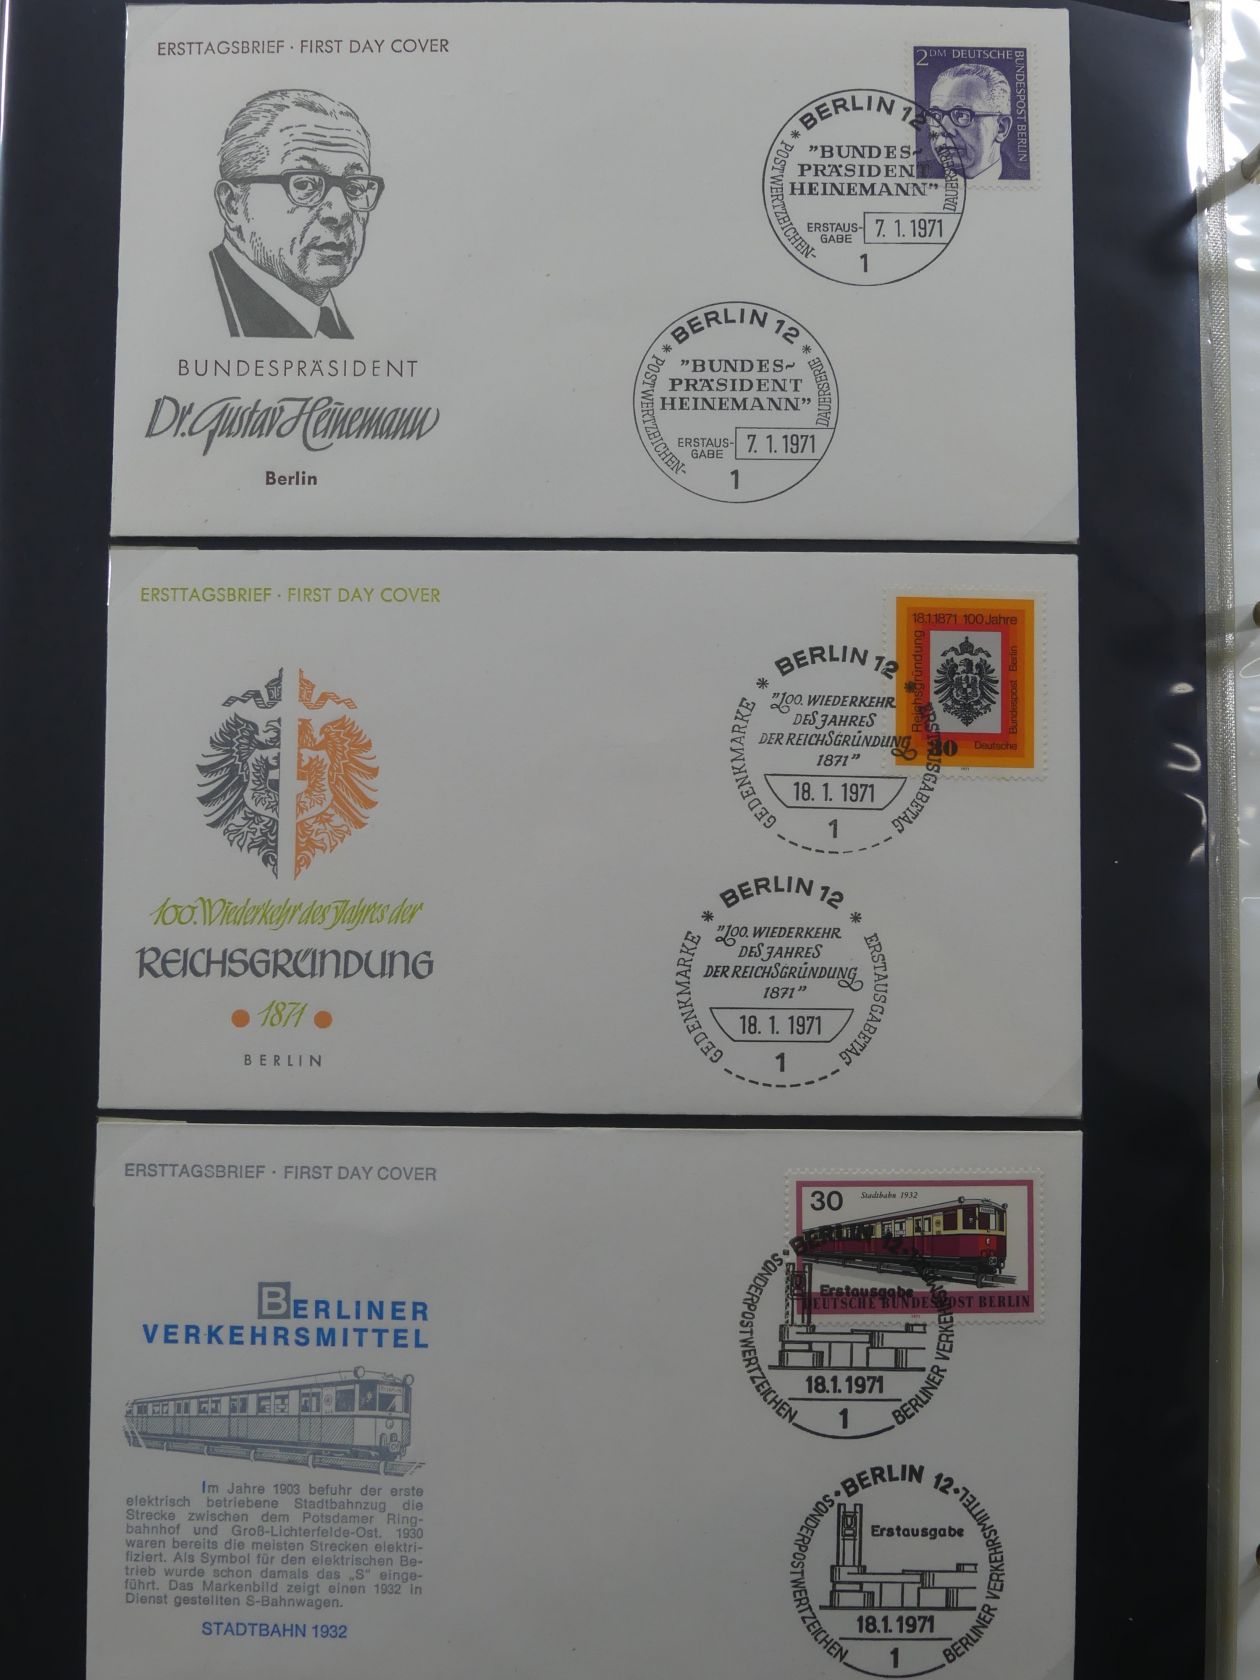 ERSTTAGSBRIEF · FIRST DAY COVER
2 DM DEUTSCHE BUNDESPOST BERLIN
BERLIN 12
"BUNDES~
PRÄSIDENT
HEINEMANN"
ERSTAUS-
GABE 7. 1. 1971
1
POSTWERTZEICHEN-
DAUERSERIE
BUNDESPRÄSIDENT
Dr. Gustav Heinemann
Berlin
BERLIN 12
"BUNDES~
PRÄSIDENT
HEINEMANN"
ERSTAUS-
GABE 7. 1. 1971
1
POSTWERTZEICHEN-
DAUERSERIE
ERSTTAGSBRIEF · FIRST DAY COVER
18.1.1871 100 Jahre
Reichsgründung
Deutsche
Bundespost Berlin
30
BERLIN 12
"100. WIEDERKEHR
DES JAHRES
DER REICHSGRÜNDUNG
1871"
18. 1. 1971
1
GEDENKMARKE
ERSTAUSGABETAG
100. Wiederkehr des Jahres der
REICHSGRÜNDUNG
1871
BERLIN
BERLIN 12
"100. WIEDERKEHR
DES JAHRES
DER REICHSGRÜNDUNG
1871"
18. 1. 1971
1
GEDENKMARKE
ERSTAUSGABETAG
ERSTTAGSBRIEF · FIRST DAY COVER
30 Stadtbahn 1932
DEUTSCHE BUNDESPOST BERLIN
BERLIN 12
Erstausgabe
18.1.1971
1
SONDERPOSTWERTZEICHEN
BERLINER VERKEHRSMITTEL
BERLINER
VERKEHRSMITTEL
Im Jahre 1903 befuhr der erste
elektrisch betriebene Stadtbahnzug die
Strecke zwischen dem Potsdamer Ring-
bahnhof und Groß-Lichterfelde-Ost. 1930
waren bereits die meisten Strecken elektri-
fiziert. Als Symbol für den elektrischen Be-
trieb wurde schon damals das „S" einge-
führt. Das Markenbild zeigt einen 1932 in
Dienst gestellten S-Bahnwagen.
STADTBAHN 1932
BERLIN 12
Erstausgabe
18.1.1971
1
SONDERPOSTWERTZEICHEN
BERLINER VERKEHRSMITTEL